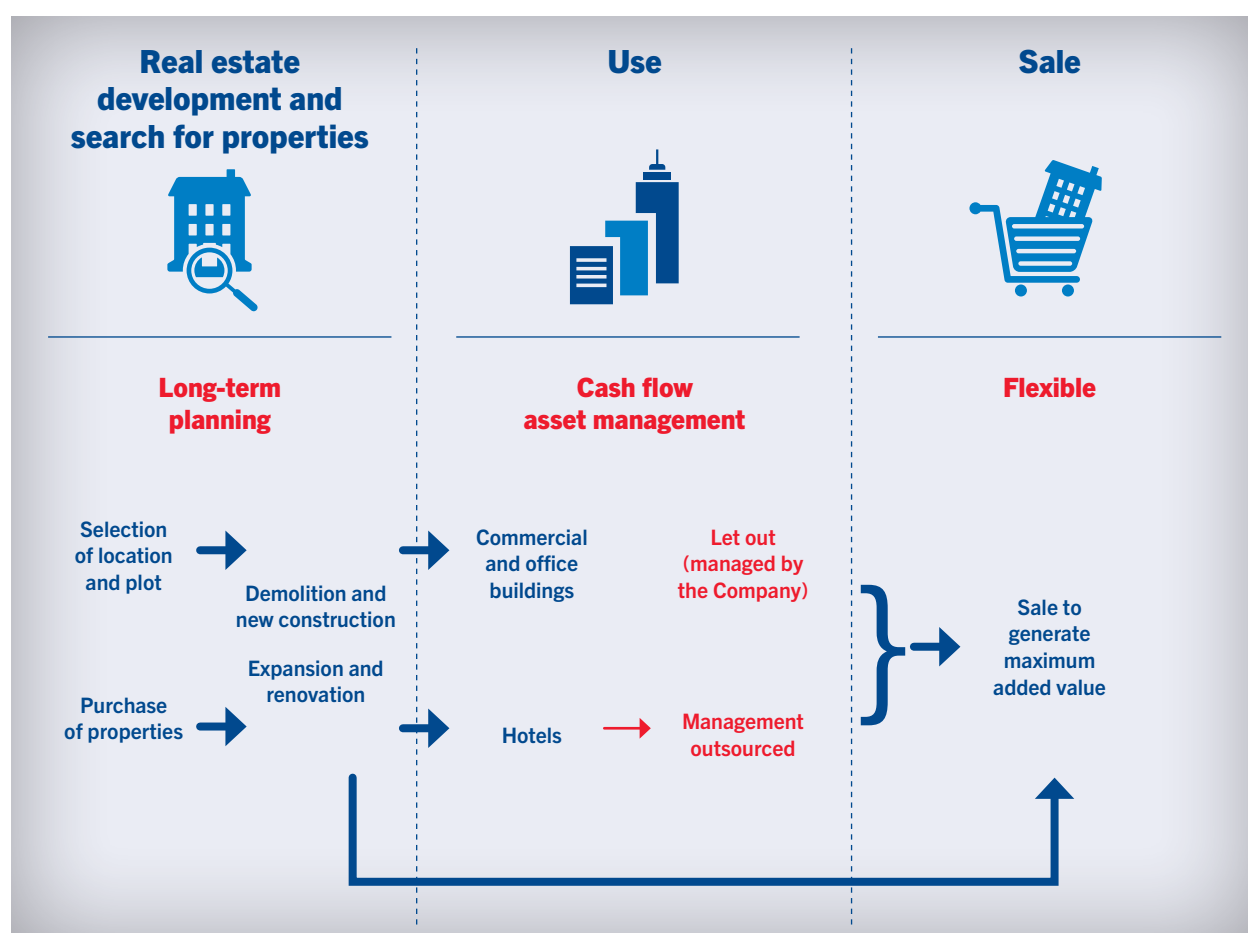 Real estate
development and
search for properties
Use
Sale
Long-term
planning
Cash flow
asset management
Flexible
Selection
of location
and plot
Demolition and
new construction
Expansion and
renovation
Purchase
of properties
Commercial
and office
buildings
Let out
(managed by
the Company)
Hotels
Management
outsourced
Sale to
generate
maximum
added value